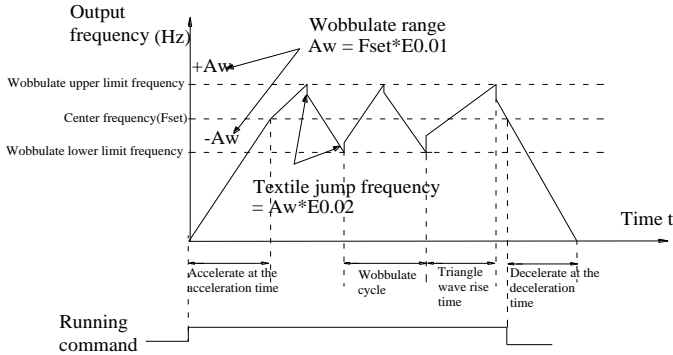 Output
frequency (Hz)
Wobbulate range
Aw = Fset*E0.01
+Aw
Wobbulate upper limit frequency
Center frequency(Fset)
-Aw
Wobbulate lower limit frequency
Textile jump frequency
= Aw*E0.02
Time t
Accelerate at the
acceleration time
Wobbulate
cycle
Triangle
wave rise
time
Decelerate at the
deceleration
time
Running
command